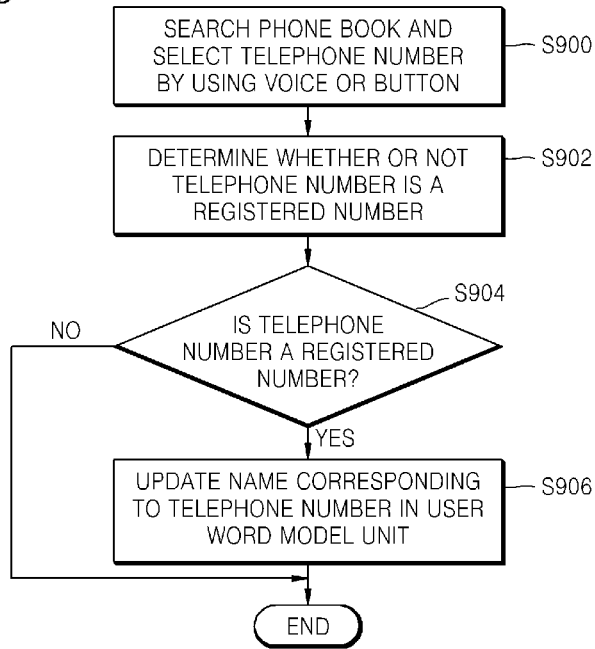 SEARCH PHONE BOOK AND
SELECT TELEPHONE NUMBER
BY USING VOICE OR BUTTON
S900
DETERMINE WHETHER OR NOT
TELEPHONE NUMBER IS A
REGISTERED NUMBER
S902
S904
IS TELEPHONE
NUMBER A REGISTERED
NUMBER?
NO
YES
UPDATE NAME CORRESPONDING
TO TELEPHONE NUMBER IN USER
WORD MODEL UNIT
S906
END